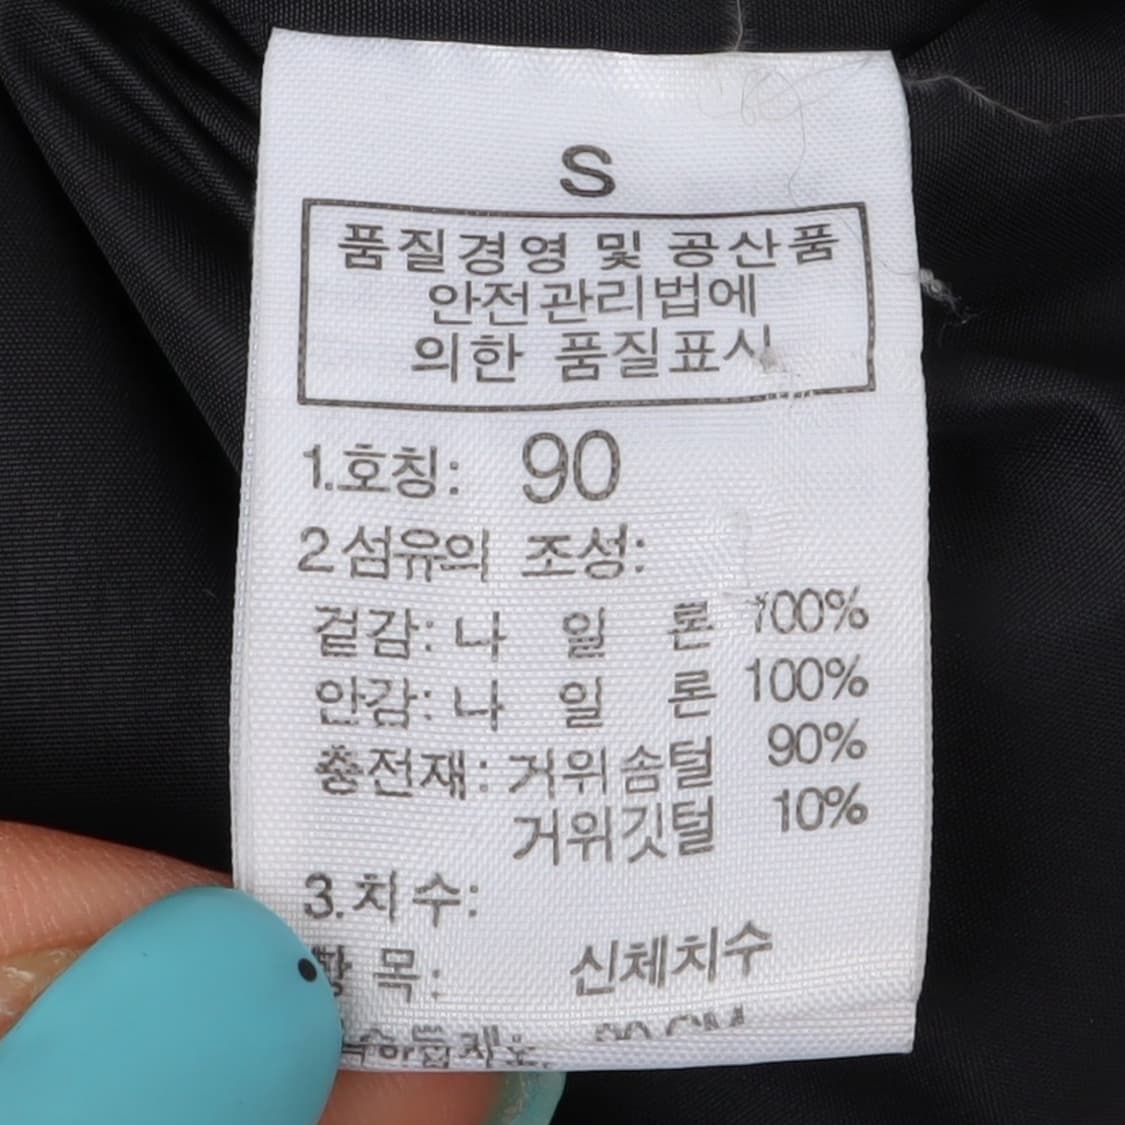 S
품질경영 및 공산품
안전관리법에
의한 품질표시
1.호칭: 90
2.섬유의 조성:
겉감: 나 일 론 100%
안감: 나 일 론 100%
충전재: 거위솜털 90%
거위깃털 10%
3.치수:
항 목: 신체치수